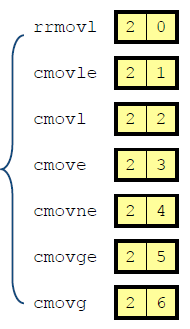 rrmovl 2 0
cmovle 2 1
cmovl 2 2
cmove 2 3
cmovne 2 4
cmovge 2 5
cmovg 2 6